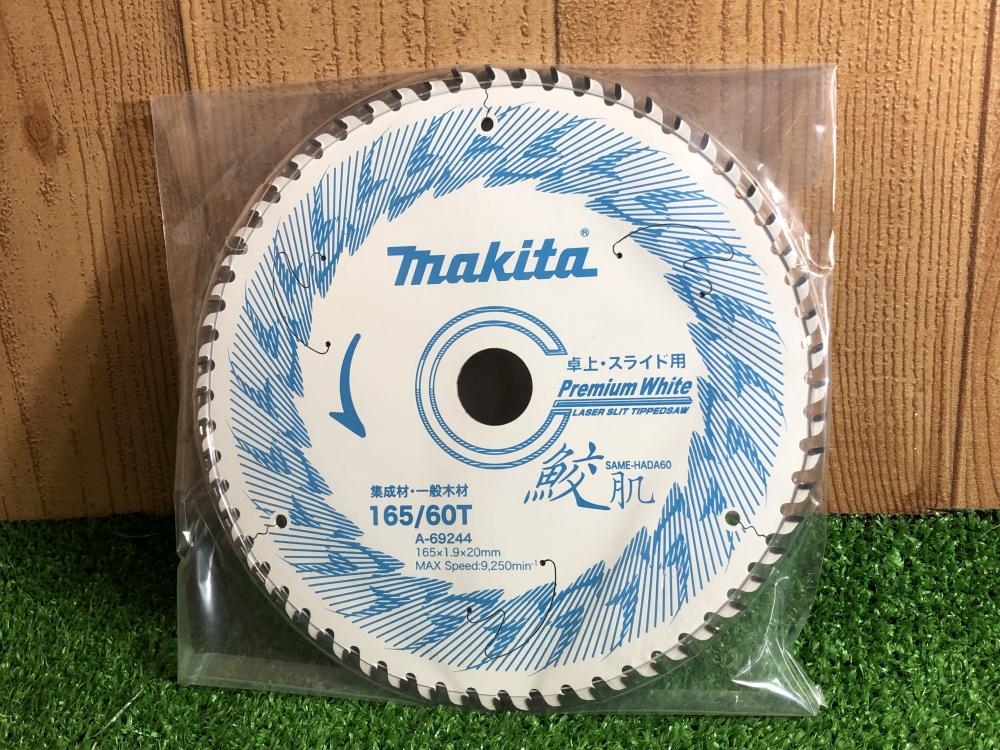 makita®
卓上・スライド用
Premium White
LASER SLIT TIPPEDSAW
鮫肌
SAME-HADA60
集成材・一般木材
165/60T
A-69244
165×1.9×20mm
MAX Speed:9,250min⁻¹